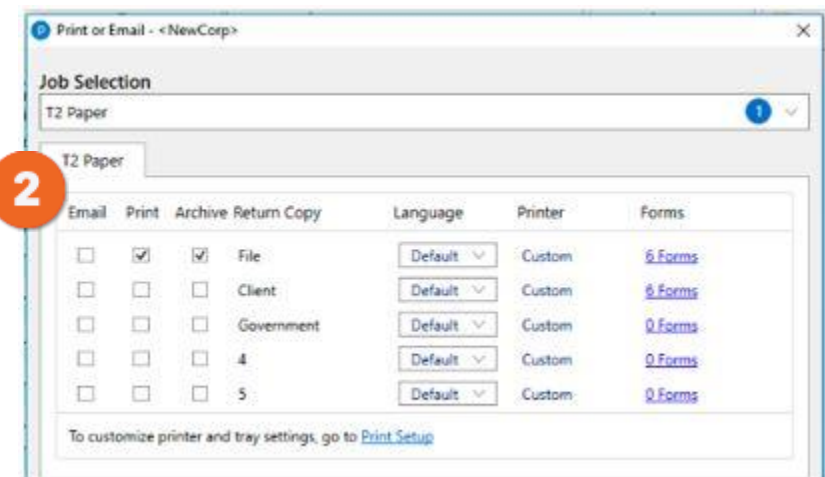 Print or Email - <NewCorp>
Job Selection
T2 Paper 1
T2 Paper
2
Email Print Archive Return Copy Language Printer Forms
File Default Custom 6 Forms
Client Default Custom 6 Forms
Government Default Custom 0 Forms
4 Default Custom 0 Forms
5 Default Custom 0 Forms
To customize printer and tray settings, go to Print Setup